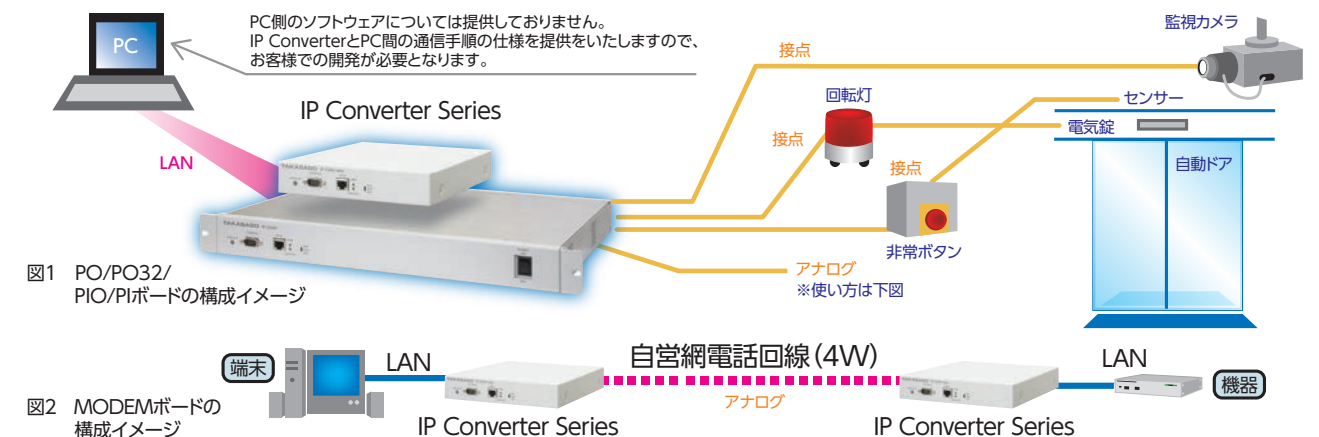 PC
PC側のソフトウェアについては提供しておりません。
IP ConverterとPC間の通信手順の仕様を提供をいたしますので、
お客様での開発が必要となります。
監視カメラ
接点
IP Converter Series
回転灯
センサー
電気錠
接点
LAN
接点
自動ドア
TAKASAGO
TAKASAGO
非常ボタン
アナログ
※使い方は下図
図1 PO/PO32/
PIO/PIボードの構成イメージ
端末
LAN
自営網電話回線(4W)
LAN
機器
アナログ
図2 MODEMボードの
構成イメージ
IP Converter Series
IP Converter Series